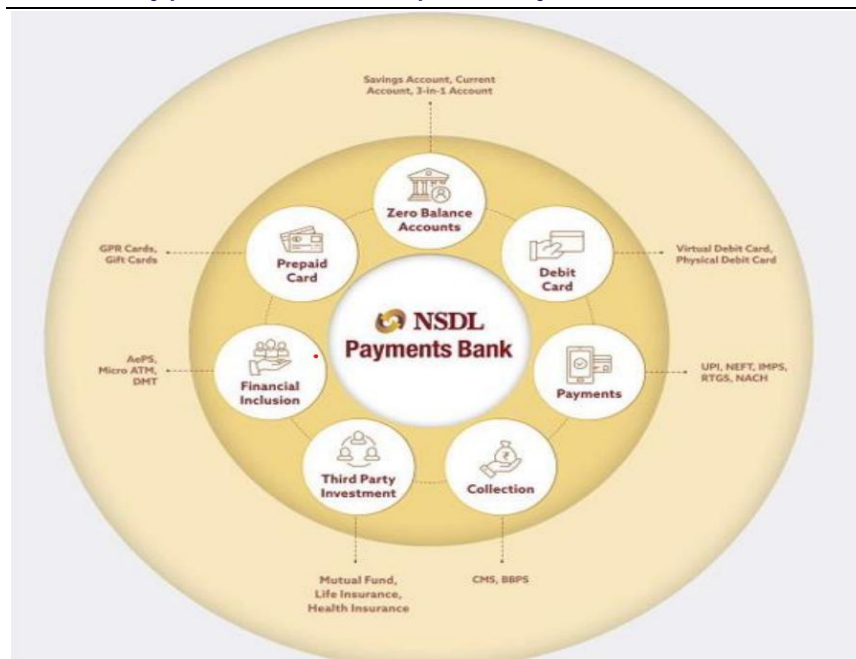 Savings Account, Current
Account, 3-in-1 Account
Zero Balance
Accounts
GPR Cards,
Gift Cards
Prepaid
Card
Debit
Card
Virtual Debit Card,
Physical Debit Card
NSDL
Payments Bank
AePS,
Micro ATM,
DMT
Financial
Inclusion
Payments
UPI, NEFT, IMPS,
RTGS, NACH
Third Party
Investment
₹
Collection
Mutual Fund,
Life Insurance,
Health Insurance
CMS, BBPS